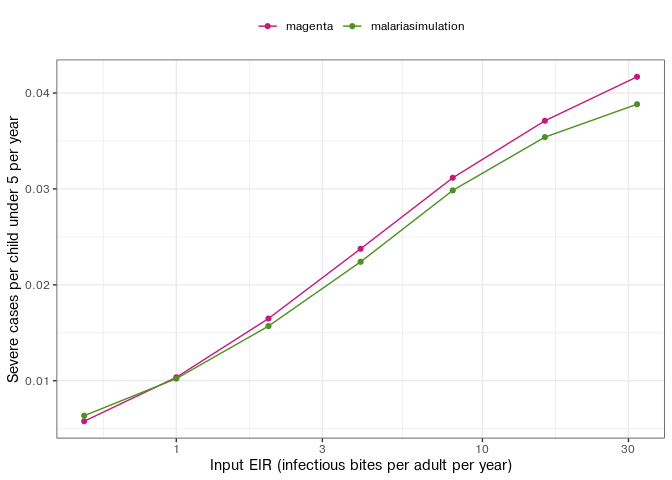 magenta malariasimulation
0.04
0.03
0.02
0.01
Severe cases per child under 5 per year
1 3 10 30
Input EIR (infectious bites per adult per year)